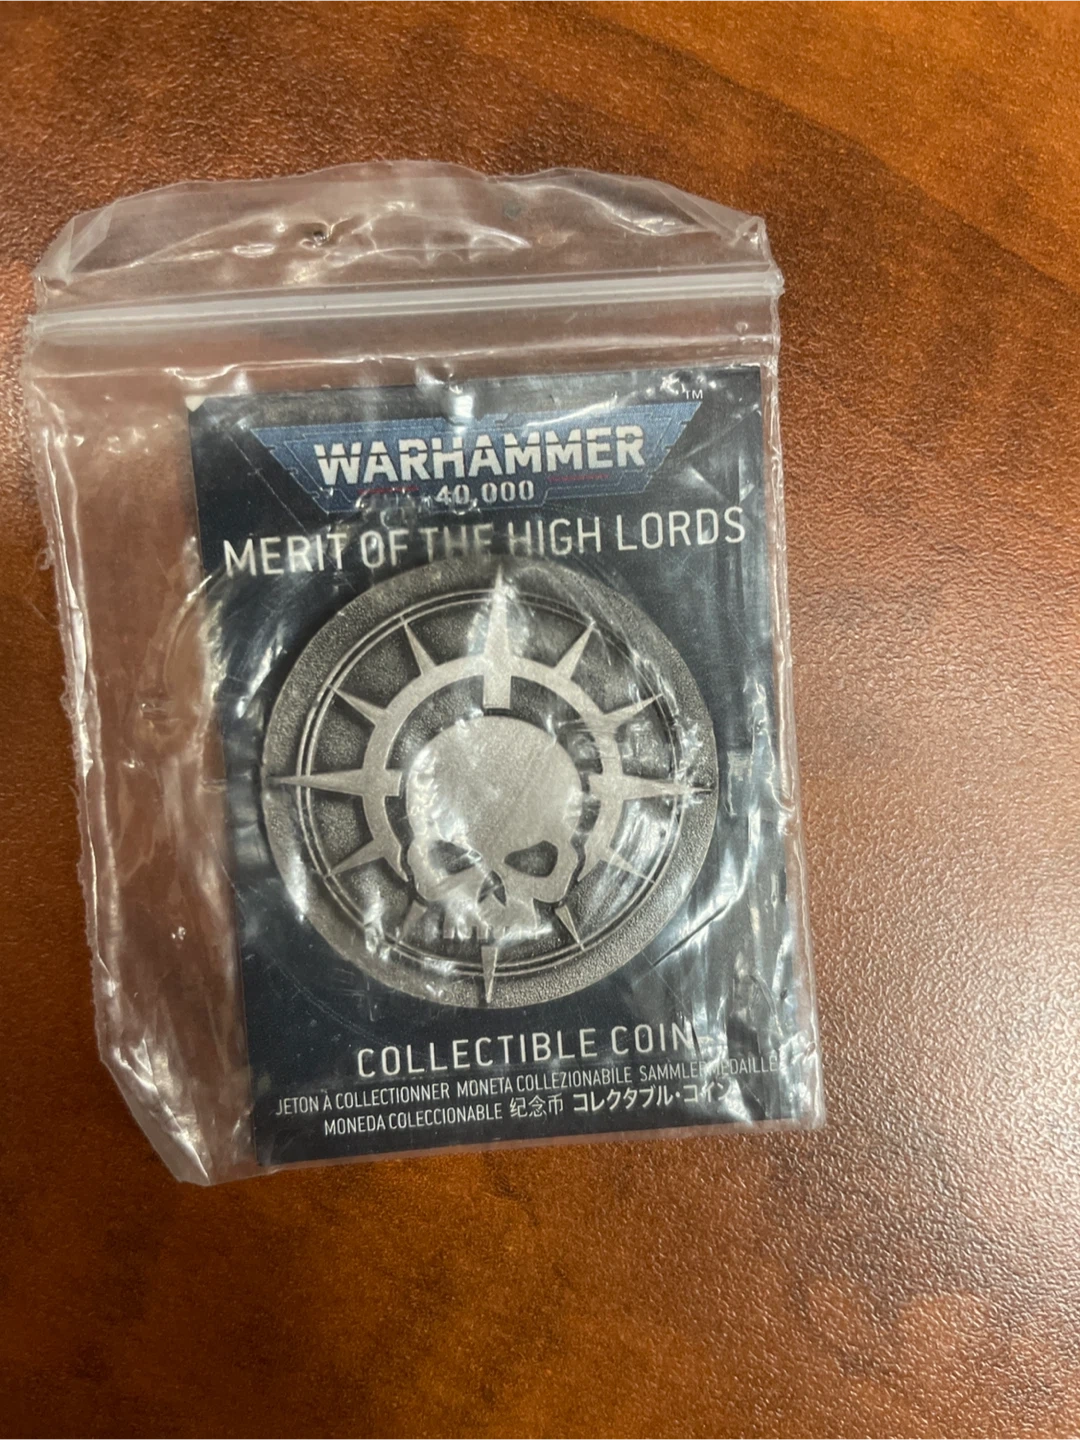 ™
WARHAMMER
40,000
MERIT OF THE HIGH LORDS
COLLECTIBLE COIN
JETON À COLLECTIONNER MONETA COLLEZIONABILE SAMMLERMEDAILLE
MONEDA COLECCIONABLE 纪念币 コレクタブル・コイン